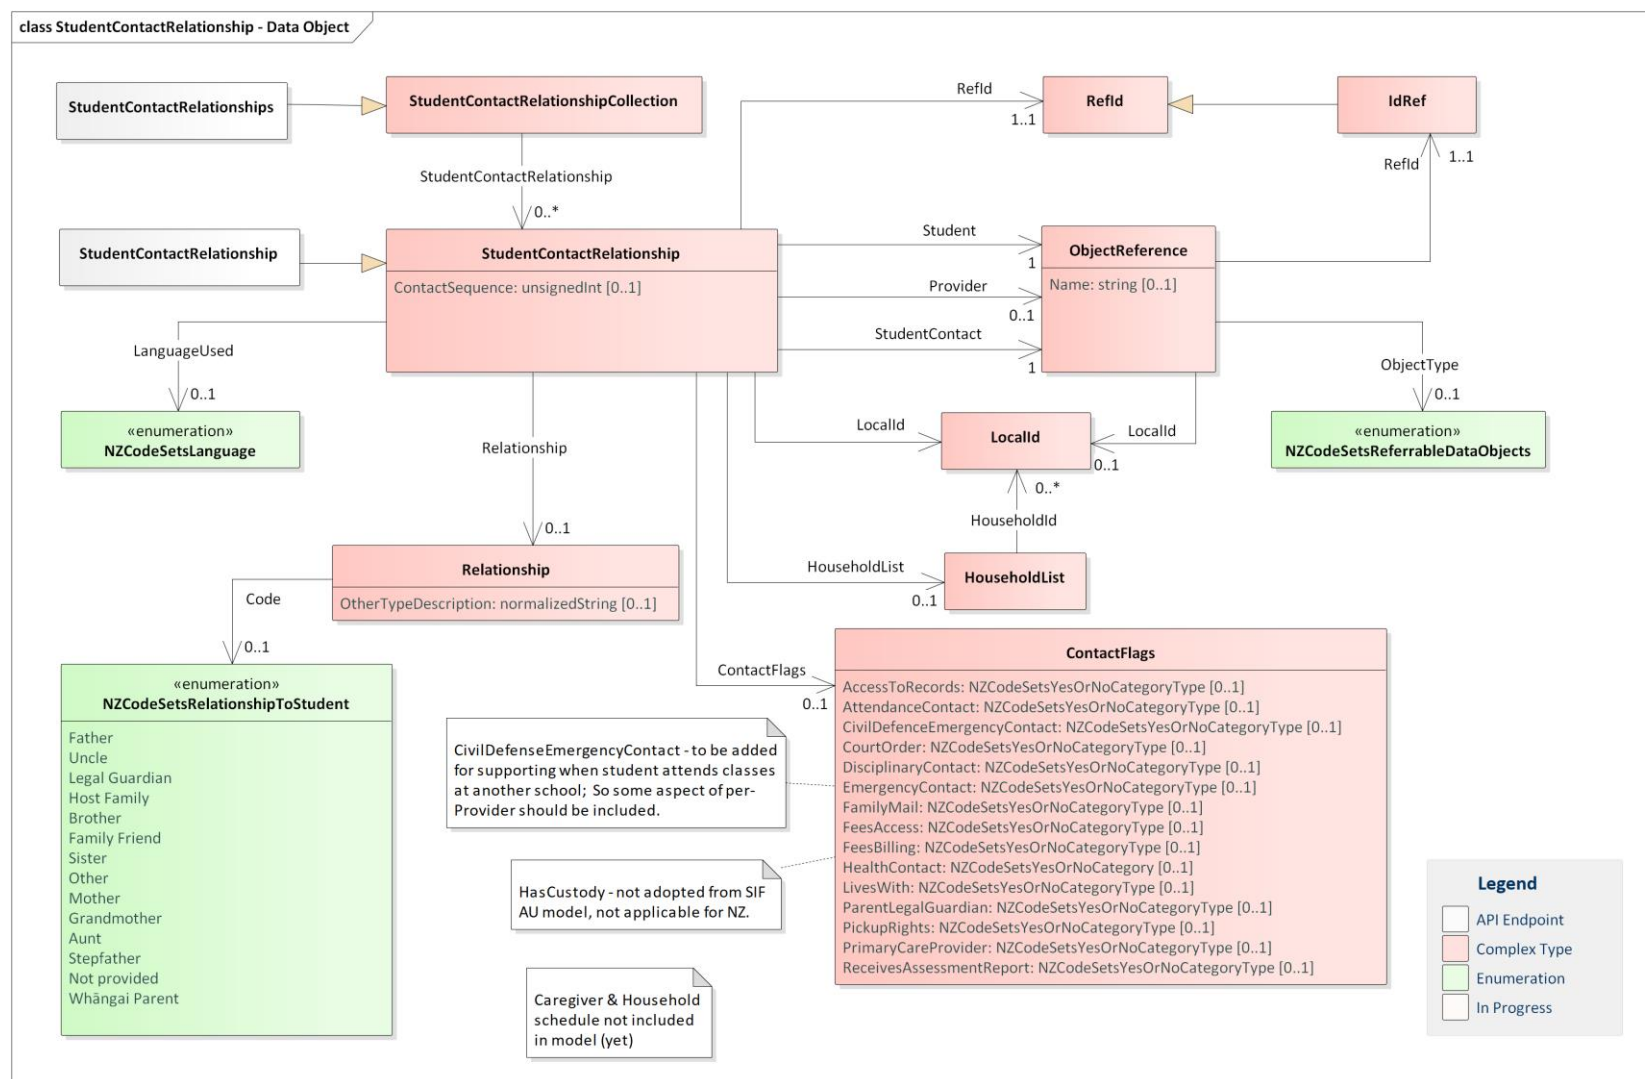 class StudentContactRelationship - Data Object
StudentContactRelationships
StudentContactRelationshipCollection
RefId
1..1
RefId
IdRef
RefId
1..1
StudentContactRelationship
0..*
StudentContactRelationship
StudentContactRelationship
ContactSequence: unsignedInt [0..1]
Student
1
Provider
0..1
StudentContact
1
ObjectReference
Name: string [0..1]
LanguageUsed
0..1
«enumeration»
NZCodeSetsLanguage
ObjectType
0..1
«enumeration»
NZCodeSetsReferrableDataObjects
LocalId
LocalId
LocalId
0..1
0..*
HouseholdId
Relationship
0..1
HouseholdList
0..1
HouseholdList
Relationship
OtherTypeDescription: normalizedString [0..1]
Code
0..1
«enumeration»
NZCodeSetsRelationshipToStudent
Father
Uncle
Legal Guardian
Host Family
Brother
Family Friend
Sister
Other
Mother
Grandmother
Aunt
Stepfather
Not provided
Whāngai Parent
ContactFlags
0..1
ContactFlags
AccessToRecords: NZCodeSetsYesOrNoCategoryType [0..1]
AttendanceContact: NZCodeSetsYesOrNoCategoryType [0..1]
CivilDefenceEmergencyContact: NZCodeSetsYesOrNoCategoryType [0..1]
CourtOrder: NZCodeSetsYesOrNoCategoryType [0..1]
DisciplinaryContact: NZCodeSetsYesOrNoCategoryType [0..1]
EmergencyContact: NZCodeSetsYesOrNoCategoryType [0..1]
FamilyMail: NZCodeSetsYesOrNoCategoryType [0..1]
FeesAccess: NZCodeSetsYesOrNoCategoryType [0..1]
FeesBilling: NZCodeSetsYesOrNoCategoryType [0..1]
HealthContact: NZCodeSetsYesOrNoCategory [0..1]
LivesWith: NZCodeSetsYesOrNoCategoryType [0..1]
ParentLegalGuardian: NZCodeSetsYesOrNoCategoryType [0..1]
PickupRights: NZCodeSetsYesOrNoCategoryType [0..1]
PrimaryCareProvider: NZCodeSetsYesOrNoCategoryType [0..1]
ReceivesAssessmentReport: NZCodeSetsYesOrNoCategoryType [0..1]
CivilDefenseEmergencyContact - to be added
for supporting when student attends classes
at another school; So some aspect of per-
Provider should be included.
HasCustody - not adopted from SIF
AU model, not applicable for NZ.
Caregiver & Household
schedule not included
in model (yet)
Legend
API Endpoint
Complex Type
Enumeration
In Progress